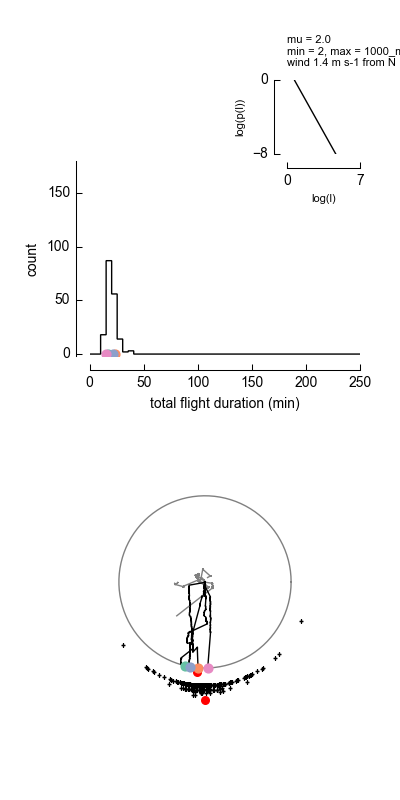 mu = 2.0
min = 2, max = 1000_m
wind 1.4 m s-1 from N
0
−8
log(p(l))
0 7
log(l)
150
100
50
0
count
0 50 100 150 200 250
total flight duration (min)